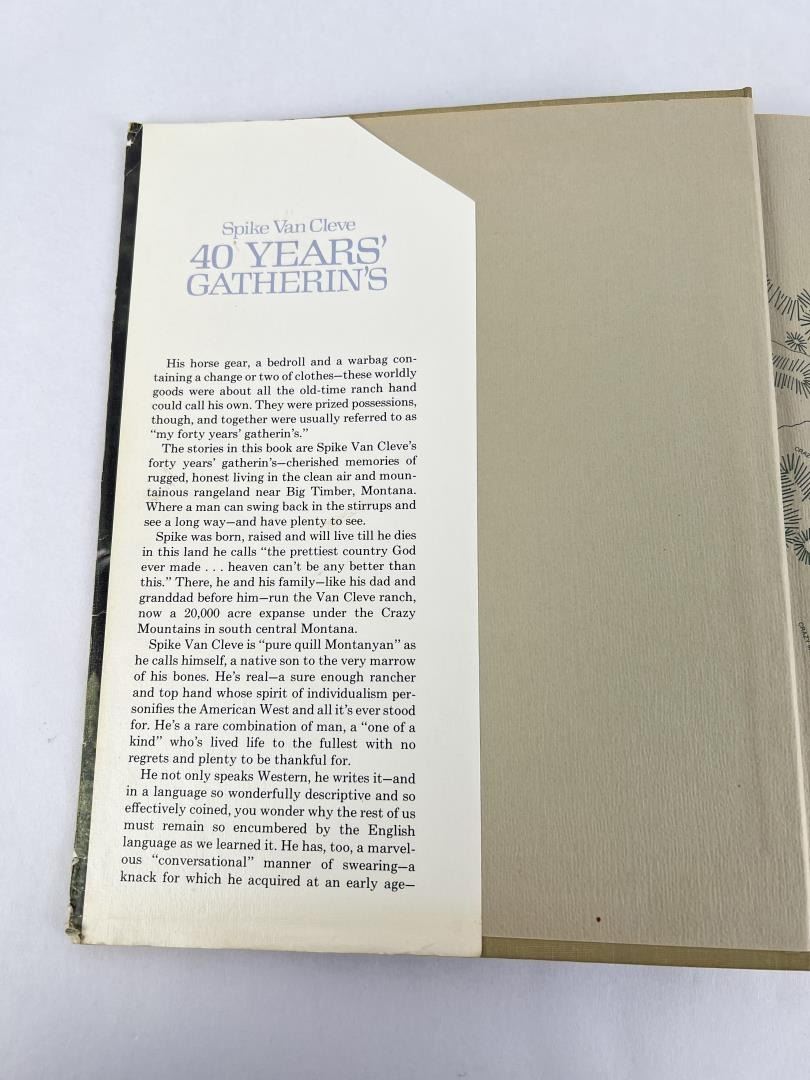 Spike Van Cleve
40 YEARS'
GATHERIN'S
His horse gear, a bedroll and a warbag con-
taining a change or two of clothes—these worldly
goods were about all the old-time ranch hand
could call his own. They were prized possessions,
though, and together were usually referred to as
"my forty years' gatherin's."
The stories in this book are Spike Van Cleve's
forty years' gatherin's—cherished memories of
rugged, honest living in the clean air and moun-
tainous rangeland near Big Timber, Montana.
Where a man can swing back in the stirrups and
see a long way—and have plenty to see.
Spike was born, raised and will live till he dies
in this land he calls "the prettiest country God
ever made . . . heaven can't be any better than
this." There, he and his family—like his dad and
granddad before him—run the Van Cleve ranch,
now a 20,000 acre expanse under the Crazy
Mountains in south central Montana.
Spike Van Cleve is "pure quill Montanyan" as
he calls himself, a native son to the very marrow
of his bones. He's real—a sure enough rancher
and top hand whose spirit of individualism per-
sonifies the American West and all it's ever stood
for. He's a rare combination of man, a "one of a
kind" who's lived life to the fullest with no
regrets and plenty to be thankful for.
He not only speaks Western, he writes it—and
in a language so wonderfully descriptive and so
effectively coined, you wonder why the rest of us
must remain so encumbered by the English
language as we learned it. He has, too, a marvel-
ous "conversational" manner of swearing—a
knack for which he acquired at an early age—
CRAZY